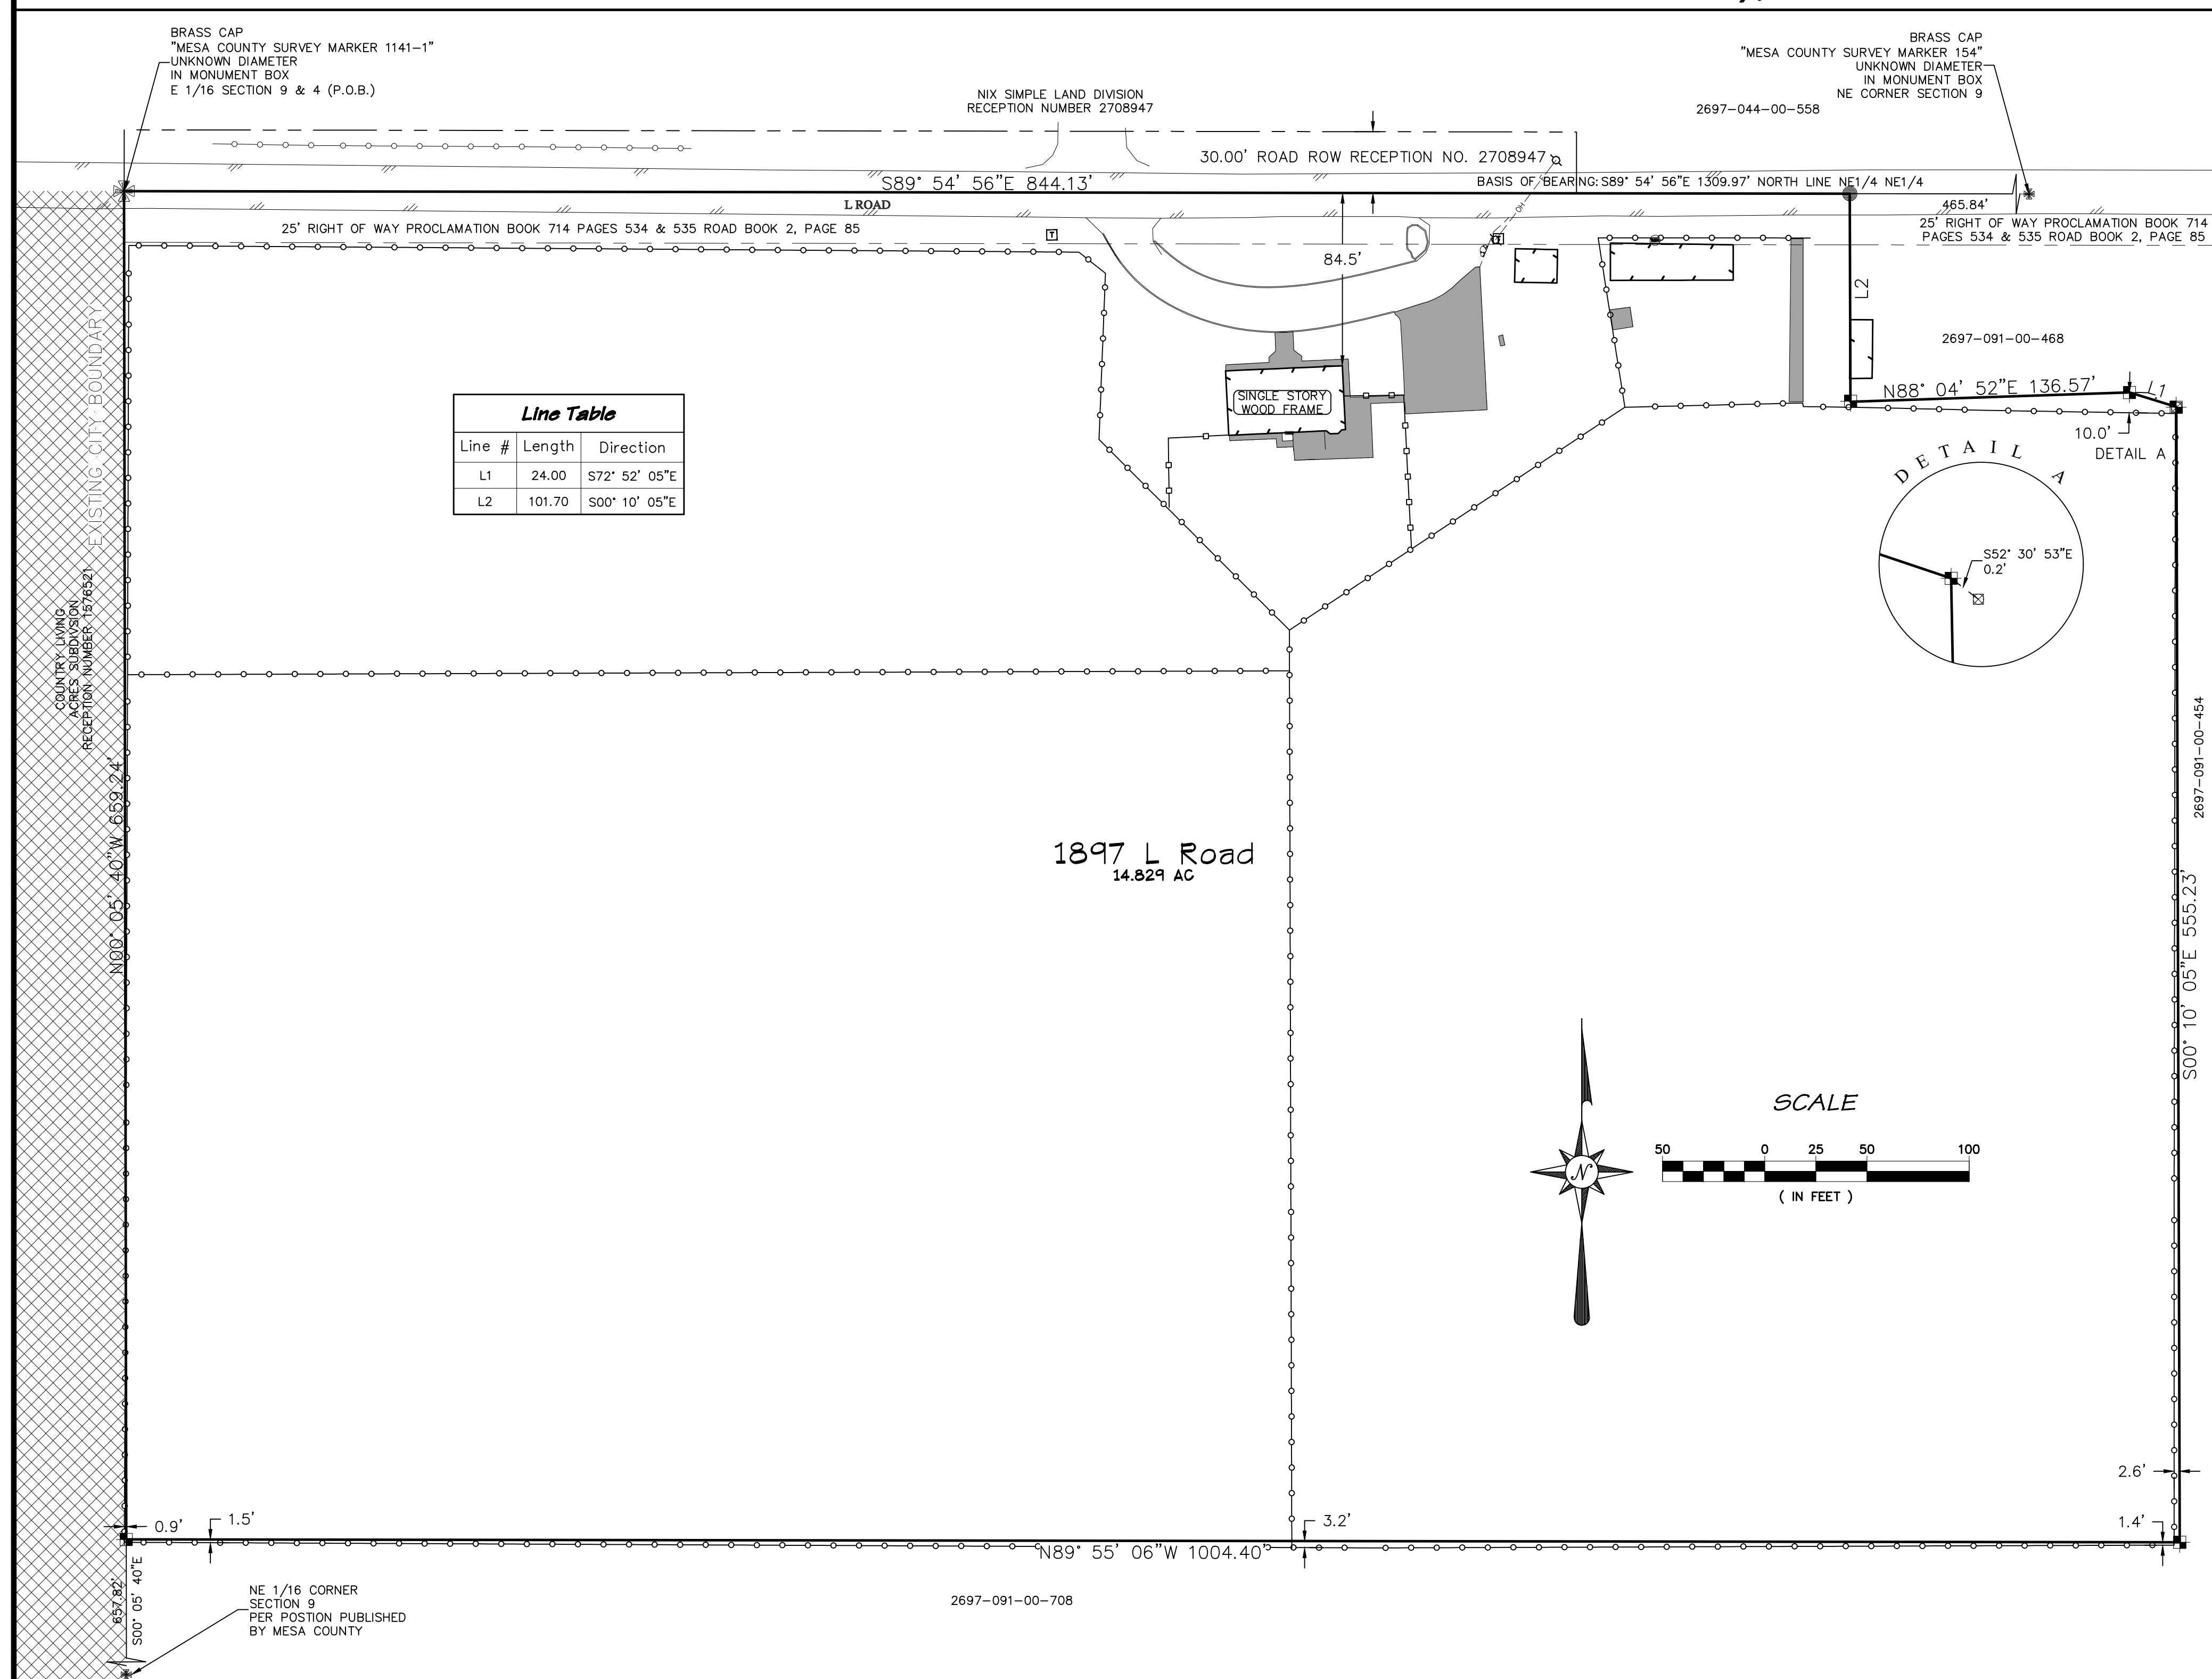 BRASS CAP
"MESA COUNTY SURVEY MARKER 1141-1"
UNKNOWN DIAMETER
IN MONUMENT BOX
E 1/16 SECTION 9 & 4 (P.O.B.)
NIX SIMPLE LAND DIVISION
RECEPTION NUMBER 2708947
BRASS CAP
"MESA COUNTY SURVEY MARKER 154"
UNKNOWN DIAMETER
IN MONUMENT BOX
NE CORNER SECTION 9
2697-044-00-558
30.00' ROAD ROW RECEPTION NO. 2708947
S89° 54' 56"E 844.13'
BASIS OF BEARING: S89° 54' 56"E 1309.97' NORTH LINE NE1/4 NE1/4
L ROAD
465.84'
25' RIGHT OF WAY PROCLAMATION BOOK 714 PAGES 534 & 535 ROAD BOOK 2, PAGE 85
25' RIGHT OF WAY PROCLAMATION BOOK 714
PAGES 534 & 535 ROAD BOOK 2, PAGE 85
OH
T
T
84.5'
L2
2697-091-00-468
EXISTING CITY BOUNDARY
SINGLE STORY
WOOD FRAME
N88° 04' 52"E 136.57'
L1
10.0'
DETAIL A
Line Table
Line # Length Direction
L1 24.00 S72° 52' 05"E
L2 101.70 S00° 10' 05"E
DETAIL A
S52° 30' 53"E
0.2'
COUNTRY LIVING
ACRES SUBDIVSION
RECEPTION NUMBER 1576521
2697-091-00-454
N00° 05' 40"W 659.24'
1897 L Road
14.829 AC
S00° 10' 05"E 555.23'
SCALE
50 0 25 50 100
( IN FEET )
N
2.6'
0.9'
1.5'
3.2'
1.4'
N89° 55' 06"W 1004.40'
657.82'
S00° 05' 40"E
NE 1/16 CORNER
SECTION 9
PER POSTION PUBLISHED
BY MESA COUNTY
2697-091-00-708